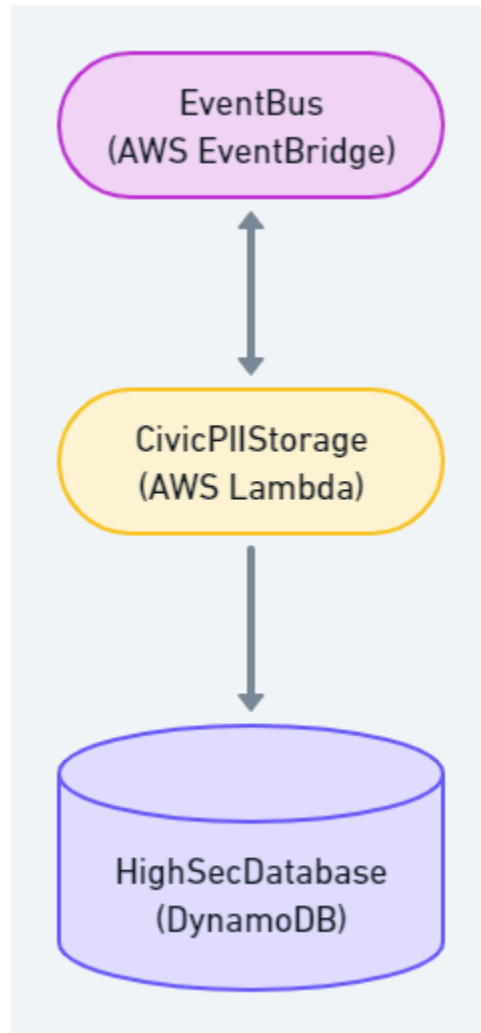 EventBus
(AWS EventBridge)
CivicPIIStorage
(AWS Lambda)
HighSecDatabase
(DynamoDB)